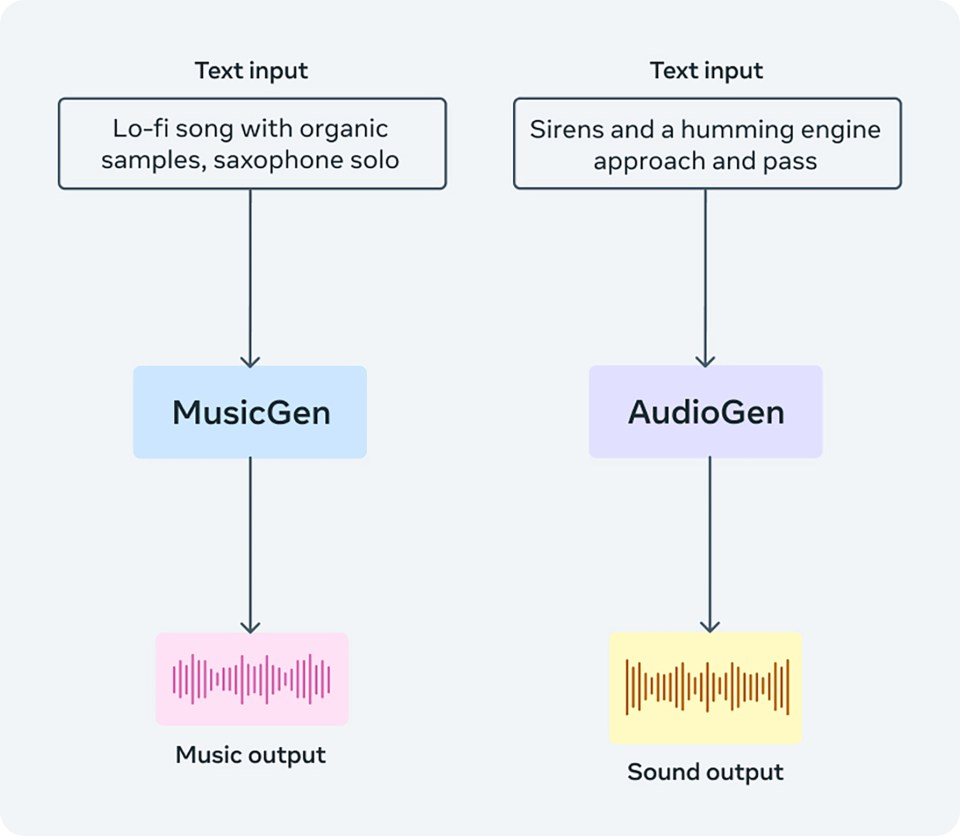 Text input
Lo-fi song with organic
samples, saxophone solo
MusicGen
Music output
Text input
Sirens and a humming engine
approach and pass
AudioGen
Sound output